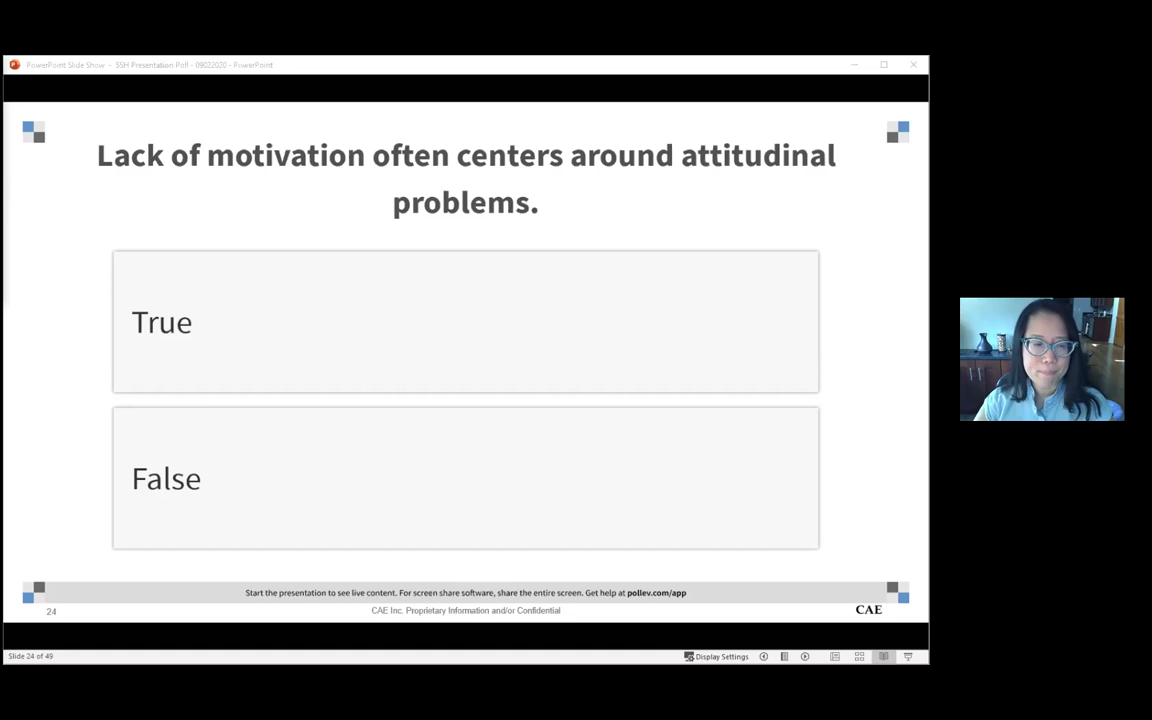 PowerPoint Slide Show - SSH Presentation Poll - 09022020 - PowerPoint
Lack of motivation often centers around attitudinal
problems.
True
False
Start the presentation to see live content. For screen share software, share the entire screen. Get help at pollev.com/app
24
CAE Inc. Proprietary Information and/or Confidential
CAE
Slide 24 of 49
Display Settings